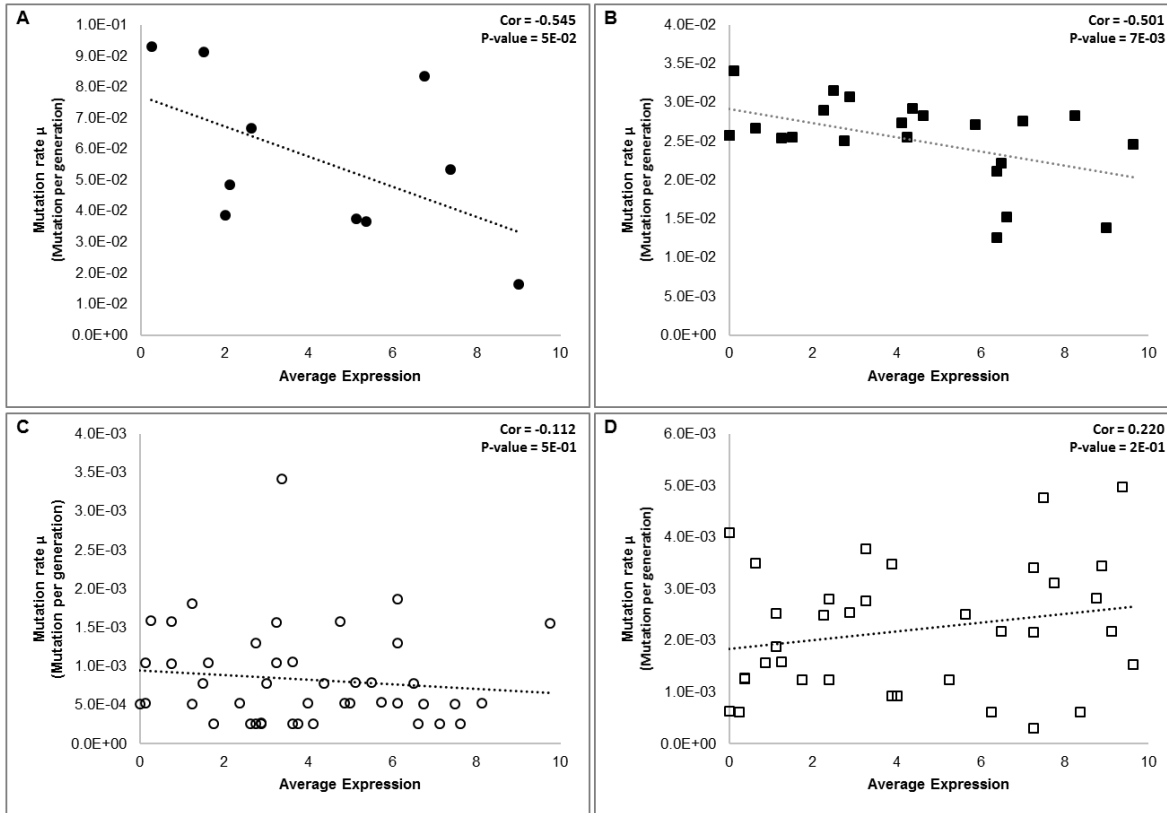 A
Cor = -0.545
P-value = 5E-02
Mutation rate µ
(Mutation per generation)
1.0E-01
9.0E-02
8.0E-02
7.0E-02
6.0E-02
5.0E-02
4.0E-02
3.0E-02
2.0E-02
1.0E-02
0.0E+00
0 2 4 6 8 10
Average Expression
B
Cor = -0.501
P-value = 7E-03
Mutation rate µ
(Mutation per generation)
4.0E-02
3.5E-02
3.0E-02
2.5E-02
2.0E-02
1.5E-02
1.0E-02
5.0E-03
0.0E+00
0 2 4 6 8 10
Average Expression
C
Cor = -0.112
P-value = 5E-01
Mutation rate µ
(Mutation per generation)
4.0E-03
3.5E-03
3.0E-03
2.5E-03
2.0E-03
1.5E-03
1.0E-03
5.0E-04
0.0E+00
0 2 4 6 8 10
Average Expression
D
Cor = 0.220
P-value = 2E-01
Mutation rate µ
(Mutation per generation)
6.0E-03
5.0E-03
4.0E-03
3.0E-03
2.0E-03
1.0E-03
0.0E+00
0 2 4 6 8 10
Average Expression